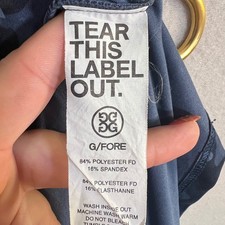 TEAR
THIS
LABEL
OUT.
G/FORE
84% POLYESTER FD
16% SPANDEX
84% POLYESTER FD
16% ELASTHANNE
WASH INSIDE OUT
MACHINE WASH WARM
DO NOT BLEACH